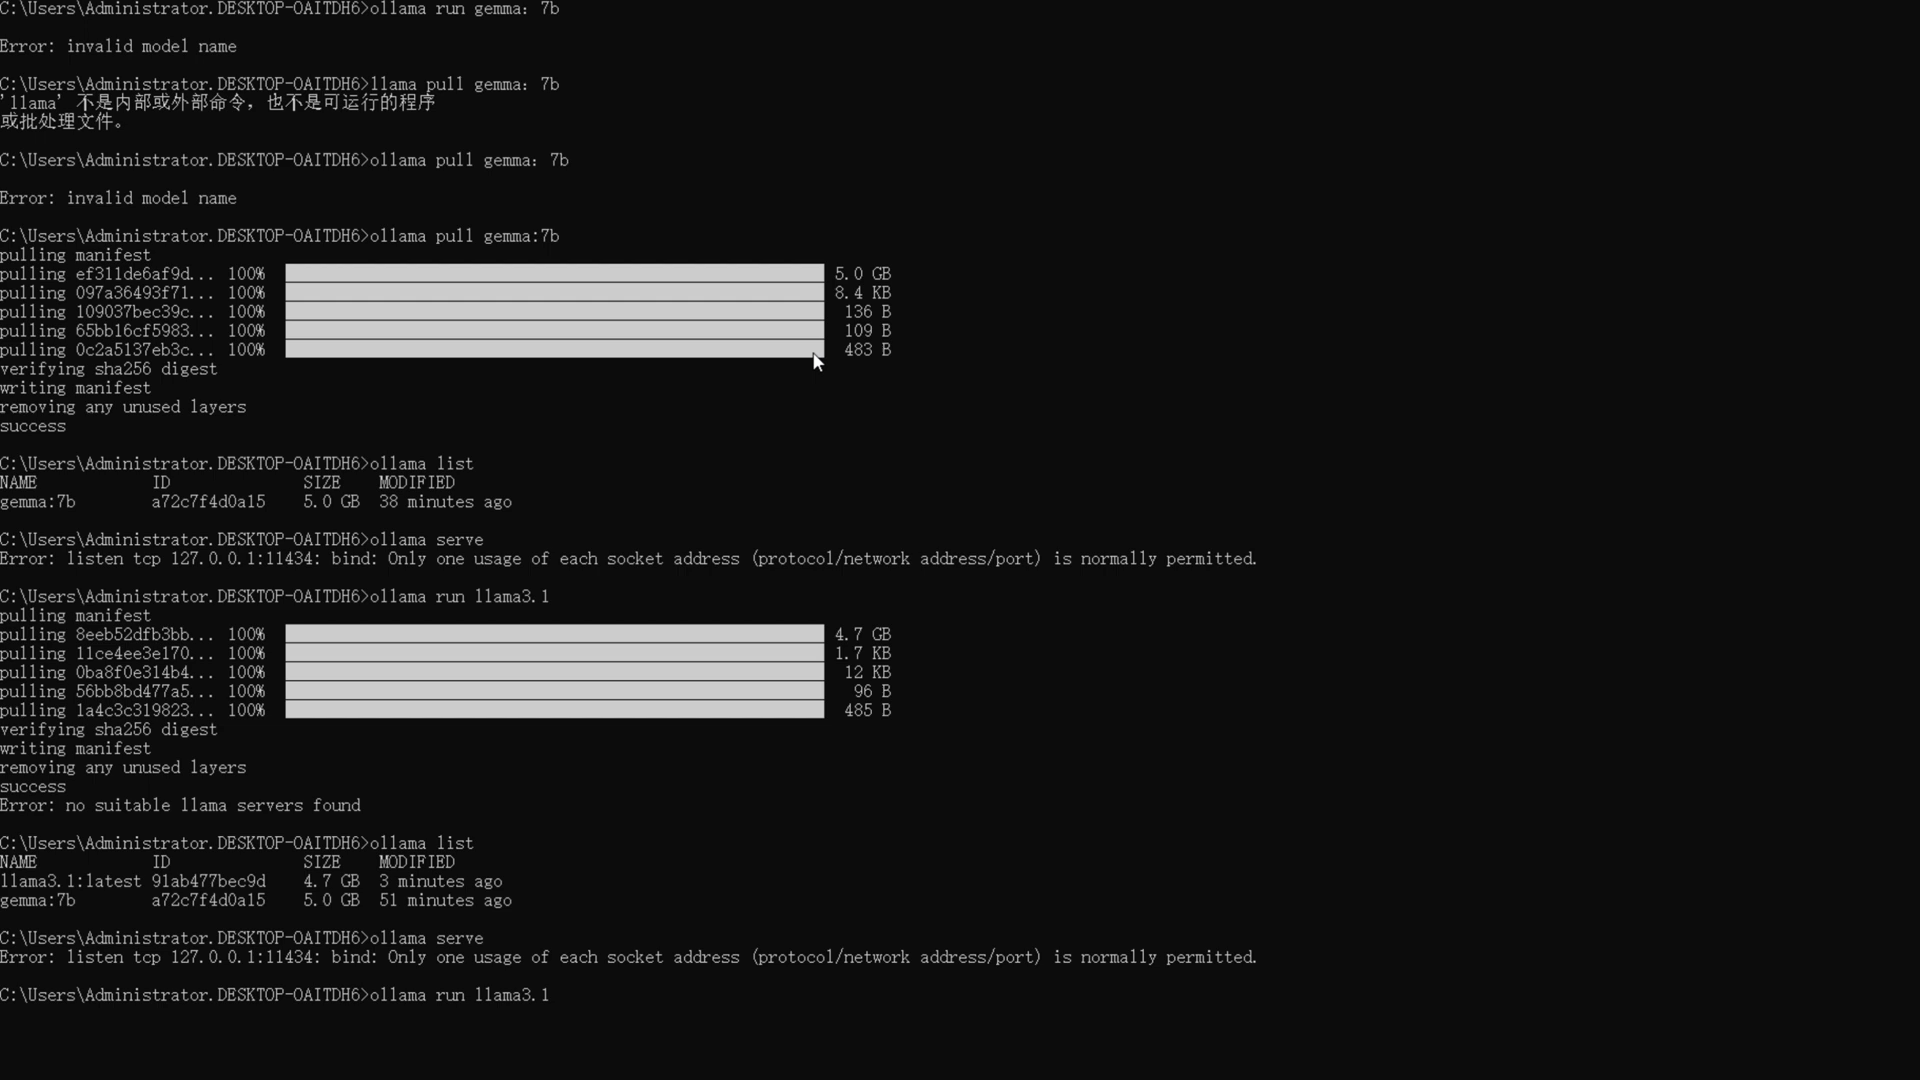 C:\Users\Administrator.DESKTOP-OAITDH6>ollama run gemma：7b
Error: invalid model name
C:\Users\Administrator.DESKTOP-OAITDH6>llama pull gemma：7b
'llama' 不是内部或外部命令，也不是可运行的程序
或批处理文件。
C:\Users\Administrator.DESKTOP-OAITDH6>ollama pull gemma：7b
Error: invalid model name
C:\Users\Administrator.DESKTOP-OAITDH6>ollama pull gemma:7b
pulling manifest
pulling ef311de6af9d... 100% 5.0 GB
pulling 097a36493f71... 100% 8.4 KB
pulling 109037bec39c... 100% 136 B
pulling 65bb16cf5983... 100% 109 B
pulling 0c2a5137eb3c... 100% 483 B
verifying sha256 digest
writing manifest
removing any unused layers
success
C:\Users\Administrator.DESKTOP-OAITDH6>ollama list
NAME ID SIZE MODIFIED
gemma:7b a72c7f4d0a15 5.0 GB 38 minutes ago
C:\Users\Administrator.DESKTOP-OAITDH6>ollama serve
Error: listen tcp 127.0.0.1:11434: bind: Only one usage of each socket address (protocol/network address/port) is normally permitted.
C:\Users\Administrator.DESKTOP-OAITDH6>ollama run llama3.1
pulling manifest
pulling 8eeb52dfb3bb... 100% 4.7 GB
pulling 11ce4ee3e170... 100% 1.7 KB
pulling 0ba8f0e314b4... 100% 12 KB
pulling 56bb8bd477a5... 100% 96 B
pulling 1a4c3c319823... 100% 485 B
verifying sha256 digest
writing manifest
removing any unused layers
success
Error: no suitable llama servers found
C:\Users\Administrator.DESKTOP-OAITDH6>ollama list
NAME ID SIZE MODIFIED
llama3.1:latest 91ab477bec9d 4.7 GB 3 minutes ago
gemma:7b a72c7f4d0a15 5.0 GB 51 minutes ago
C:\Users\Administrator.DESKTOP-OAITDH6>ollama serve
Error: listen tcp 127.0.0.1:11434: bind: Only one usage of each socket address (protocol/network address/port) is normally permitted.
C:\Users\Administrator.DESKTOP-OAITDH6>ollama run llama3.1